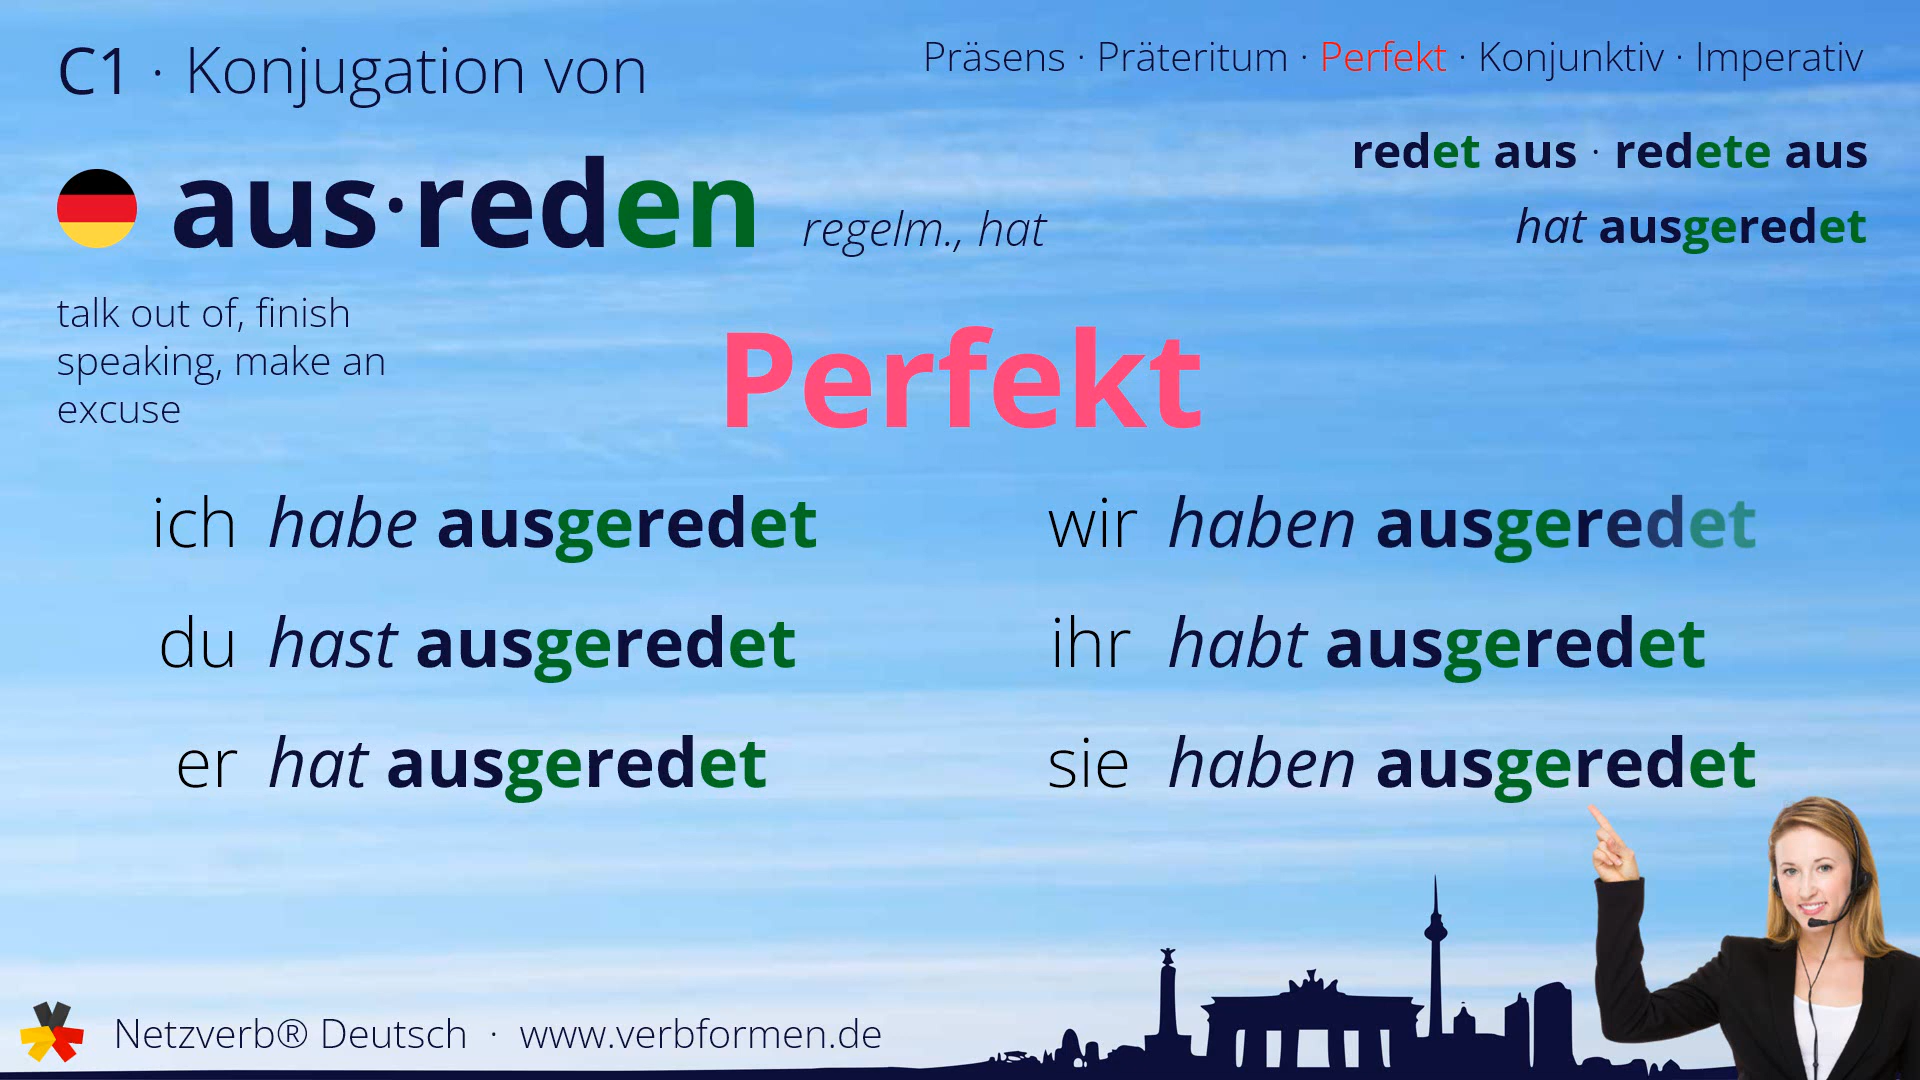 C1 · Konjugation von
Präsens · Präteritum · Perfekt · Konjunktiv · Imperativ
aus·reden regelm., hat
redet aus · redete aus
hat ausgeredet
talk out of, finish
speaking, make an
excuse
Perfekt
ich habe ausgeredet
du hast ausgeredet
er hat ausgeredet
wir haben ausgeredet
ihr habt ausgeredet
sie haben ausgeredet
Netzverb® Deutsch · www.verbformen.de